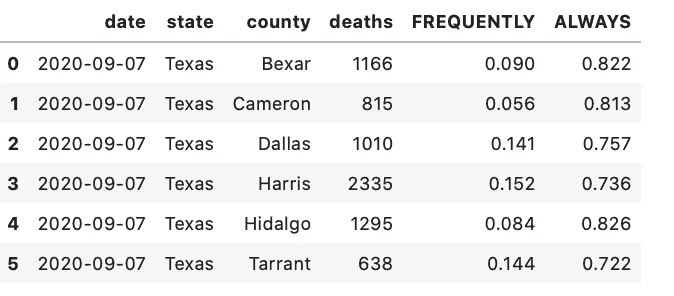 date state county deaths FREQUENTLY ALWAYS
0 2020-09-07 Texas Bexar 1166 0.090 0.822
1 2020-09-07 Texas Cameron 815 0.056 0.813
2 2020-09-07 Texas Dallas 1010 0.141 0.757
3 2020-09-07 Texas Harris 2335 0.152 0.736
4 2020-09-07 Texas Hidalgo 1295 0.084 0.826
5 2020-09-07 Texas Tarrant 638 0.144 0.722